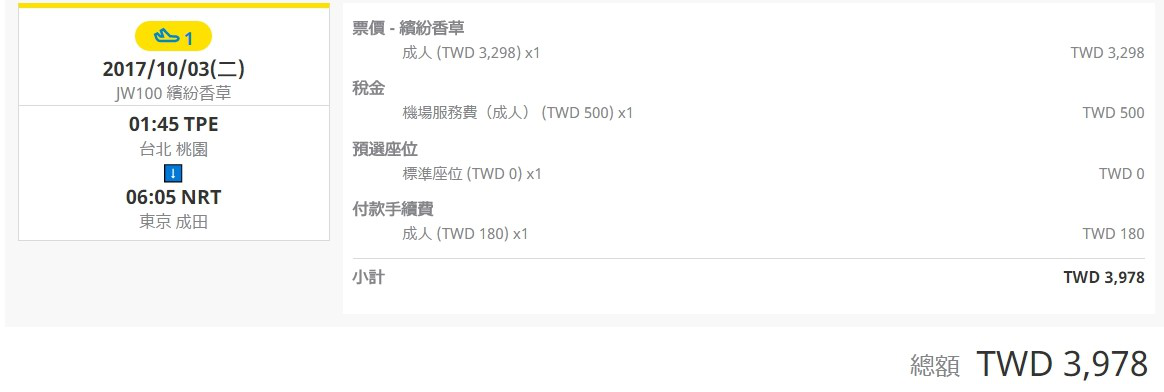 1
2017/10/03(二)
JW100 繽紛香草
01:45 TPE
台北 桃園
↓
06:05 NRT
東京 成田
票價 - 繽紛香草
成人 (TWD 3,298) x1 TWD 3,298
稅金
機場服務費（成人） (TWD 500) x1 TWD 500
預選座位
標準座位 (TWD 0) x1 TWD 0
付款手續費
成人 (TWD 180) x1 TWD 180
小計 TWD 3,978
總額 TWD 3,978